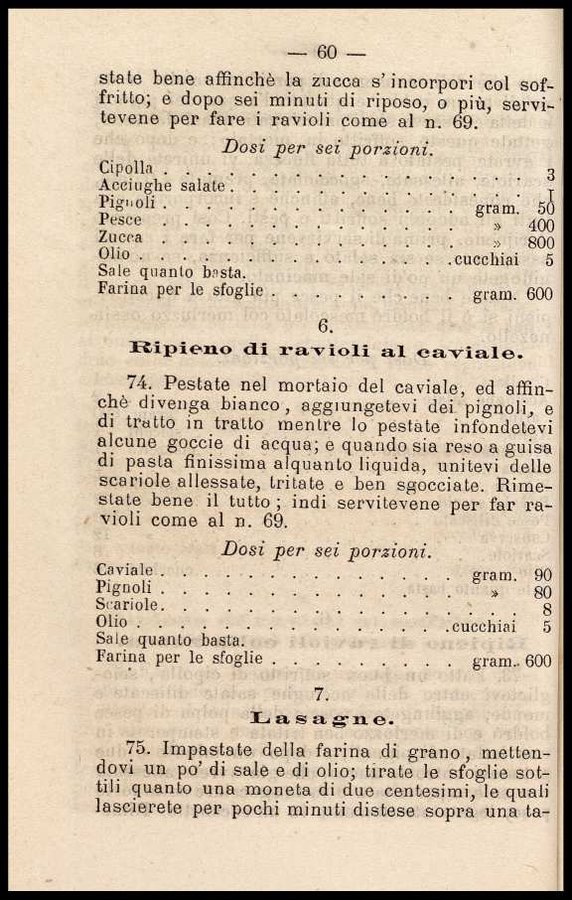 — 60 —
state bene affinchè la zucca s'incorpori col sof-
fritto; e dopo sei minuti di riposo, o più, servi-
tevene per fare i ravioli come al n. 69.
Dosi per sei porzioni.
Cipolla . . . . . . . . . . . . . . . . 3
Acciughe salate . . . . . . . . . . . . . 1
Pignoli . . . . . . . . . . . . . gram. 50
Pesce . . . . . . . . . . . . . . » 400
Zucca . . . . . . . . . . . . . . » 800
Olio . . . . . . . . . . . . . .cucchiai 5
Sale quanto basta.
Farina per le sfoglie . . . . . . . . . gram. 600
6.
Ripieno di ravioli al caviale.
74. Pestate nel mortaio del caviale, ed affin-
chè divenga bianco, aggiungetevi dei pignoli, e
di tratto in tratto mentre lo pestate infondetevi
alcune goccie di acqua; e quando sia reso a guisa
di pasta finissima alquanto liquida, unitevi delle
scariole allessate, tritate e ben sgocciate. Rime-
state bene il tutto; indi servitevene per far ra-
violi come al n. 69.
Dosi per sei porzioni.
Caviale . . . . . . . . . . . . . gram. 90
Pignoli . . . . . . . . . . . . . » 80
Scariole . . . . . . . . . . . . . . . . 8
Olio . . . . . . . . . . . . . .cucchiai 5
Sale quanto basta.
Farina per le sfoglie . . . . . . . . . gram. 600
7.
Lasagne.
75. Impastate della farina di grano, metten-
dovi un po' di sale e di olio; tirate le sfoglie sot-
tili quanto una moneta di due centesimi, le quali
lascierete per pochi minuti distese sopra una ta-